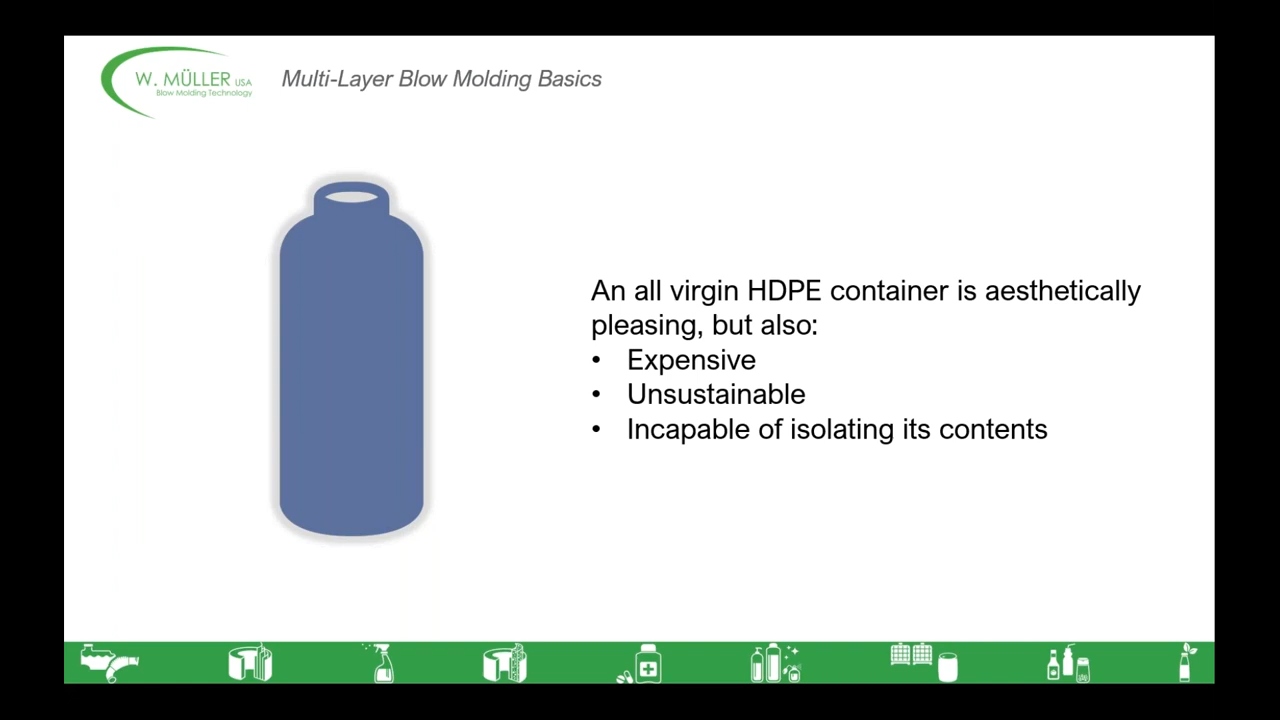 W. MÜLLER USA
Blow Molding Technology
Multi-Layer Blow Molding Basics
An all virgin HDPE container is aesthetically
pleasing, but also:
• Expensive
• Unsustainable
• Incapable of isolating its contents